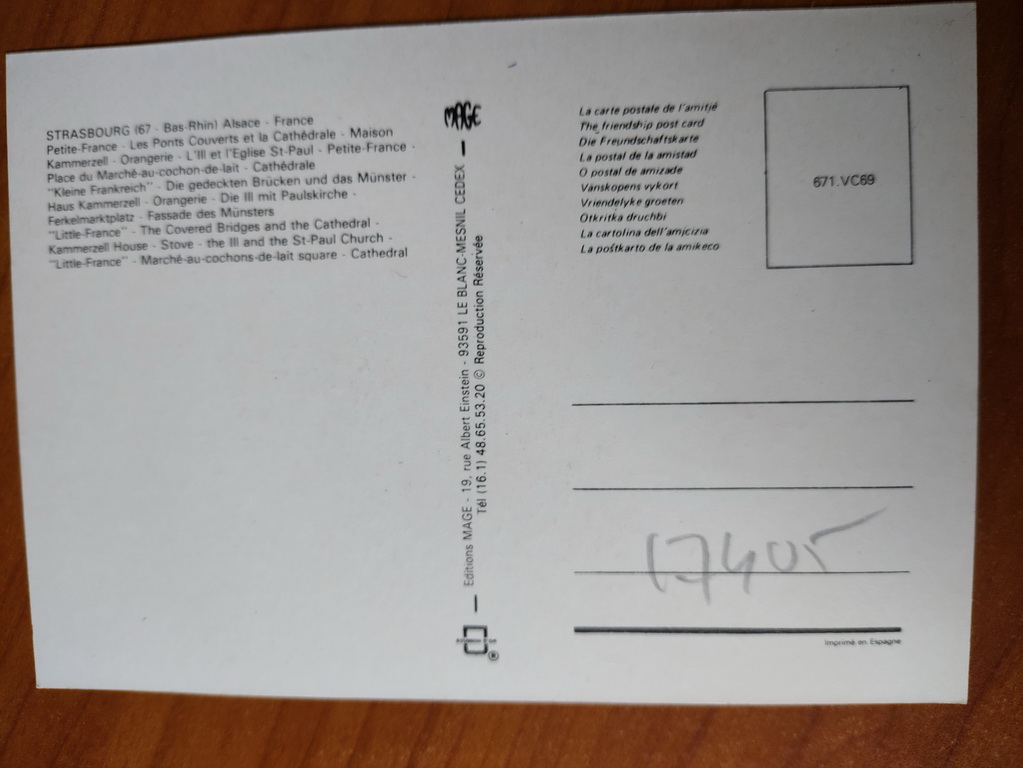 STRASBOURG (67 - Bas-Rhin) Alsace - France
Petite-France - Les Ponts Couverts et la Cathédrale - Maison
Kammerzell - Orangerie - L'Ill et l'Eglise St-Paul - Petite-France -
Place du Marché-au-cochon-de-lait - Cathédrale
"Kleine Frankreich" - Die gedeckten Brücken und das Münster -
Haus Kammerzell - Orangerie - Die Ill mit Paulskirche -
Ferkelmarktplatz - Fassade des Münsters
"Little-France" - The Covered Bridges and the Cathedral -
Kammerzell House - Stove - the Ill and the St-Paul Church -
"Little-France" - Marché-au-cochons-de-lait square - Cathedral
Editions MAGE - 19, rue Albert Einstein - 93591 LE BLANC-MESNIL CEDEX - MAGE
Tél (16.1) 48.65.53.20 © Reproduction Réservée
La carte postale de l'amitié
The friendship post card
Die Freundschaftskarte
La postal de la amistad
O postal de amizade
Vanskopens vykort
Vriendelyke groeten
Otkritka druchbi
La cartolina dell'amicizia
La poŝtkarto de la amikeco
671.VC69
17405
Imprimé en Espagne